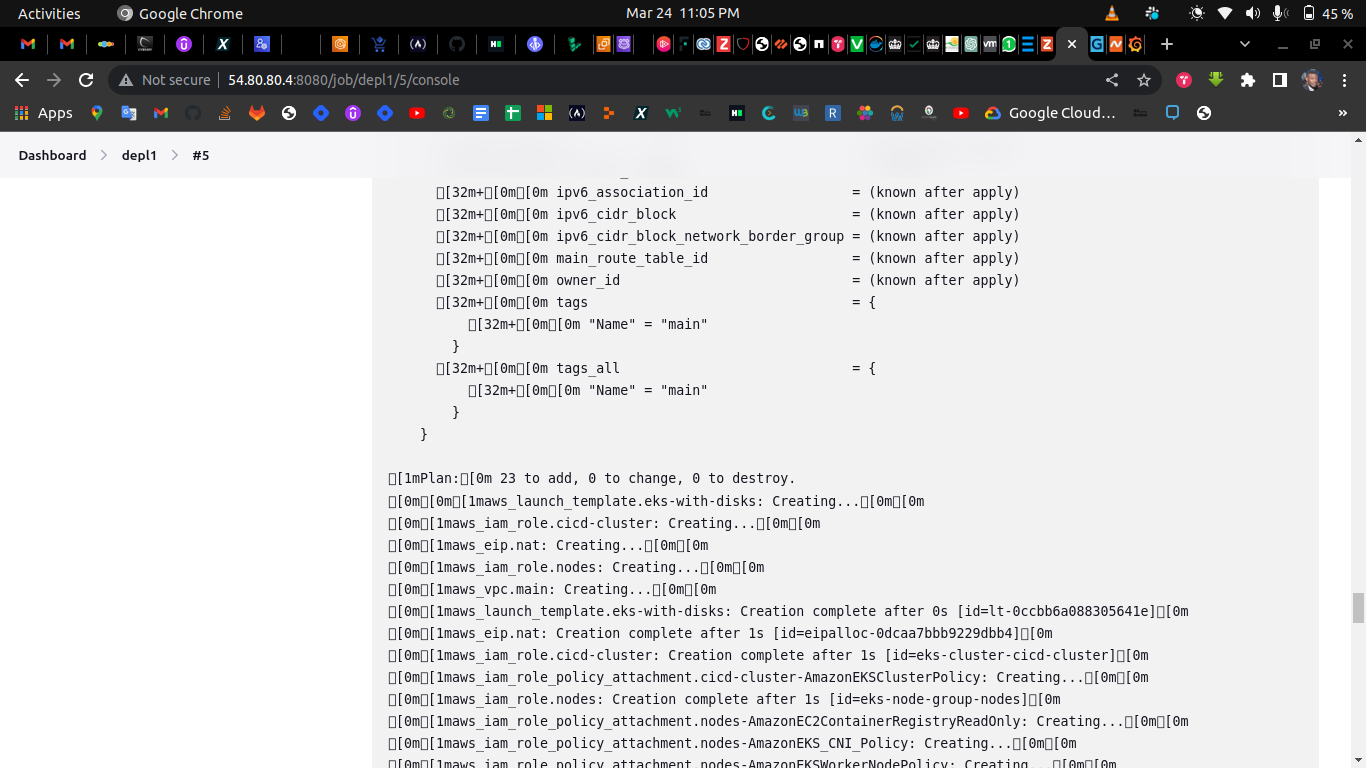 Activities Google Chrome Mar 24 11:05 PM 45 %
Not secure 54.80.80.4:8080/job/depl1/5/console
Apps Google Cloud… »
Dashboard depl1 #5
[32m+[0m[0m ipv6_association_id = (known after apply)
[32m+[0m[0m ipv6_cidr_block = (known after apply)
[32m+[0m[0m ipv6_cidr_block_network_border_group = (known after apply)
[32m+[0m[0m main_route_table_id = (known after apply)
[32m+[0m[0m owner_id = (known after apply)
[32m+[0m[0m tags = {
[32m+[0m[0m "Name" = "main"
}
[32m+[0m[0m tags_all = {
[32m+[0m[0m "Name" = "main"
}
}
[1mPlan:[0m 23 to add, 0 to change, 0 to destroy.
[0m[0m[1maws_launch_template.eks-with-disks: Creating...[0m[0m
[0m[1maws_iam_role.cicd-cluster: Creating...[0m[0m
[0m[1maws_eip.nat: Creating...[0m[0m
[0m[1maws_iam_role.nodes: Creating...[0m[0m
[0m[1maws_vpc.main: Creating...[0m[0m
[0m[1maws_launch_template.eks-with-disks: Creation complete after 0s [id=lt-0ccbb6a088305641e][0m
[0m[1maws_eip.nat: Creation complete after 1s [id=eipalloc-0dcaa7bbb9229dbb4][0m
[0m[1maws_iam_role.cicd-cluster: Creation complete after 1s [id=eks-cluster-cicd-cluster][0m
[0m[1maws_iam_role_policy_attachment.cicd-cluster-AmazonEKSClusterPolicy: Creating...[0m[0m
[0m[1maws_iam_role.nodes: Creation complete after 1s [id=eks-node-group-nodes][0m
[0m[1maws_iam_role_policy_attachment.nodes-AmazonEC2ContainerRegistryReadOnly: Creating...[0m[0m
[0m[1maws_iam_role_policy_attachment.nodes-AmazonEKS_CNI_Policy: Creating...[0m[0m
[0m[1maws_iam_role_policy_attachment.nodes-AmazonEKSWorkerNodePolicy: Creating...[0m[0m